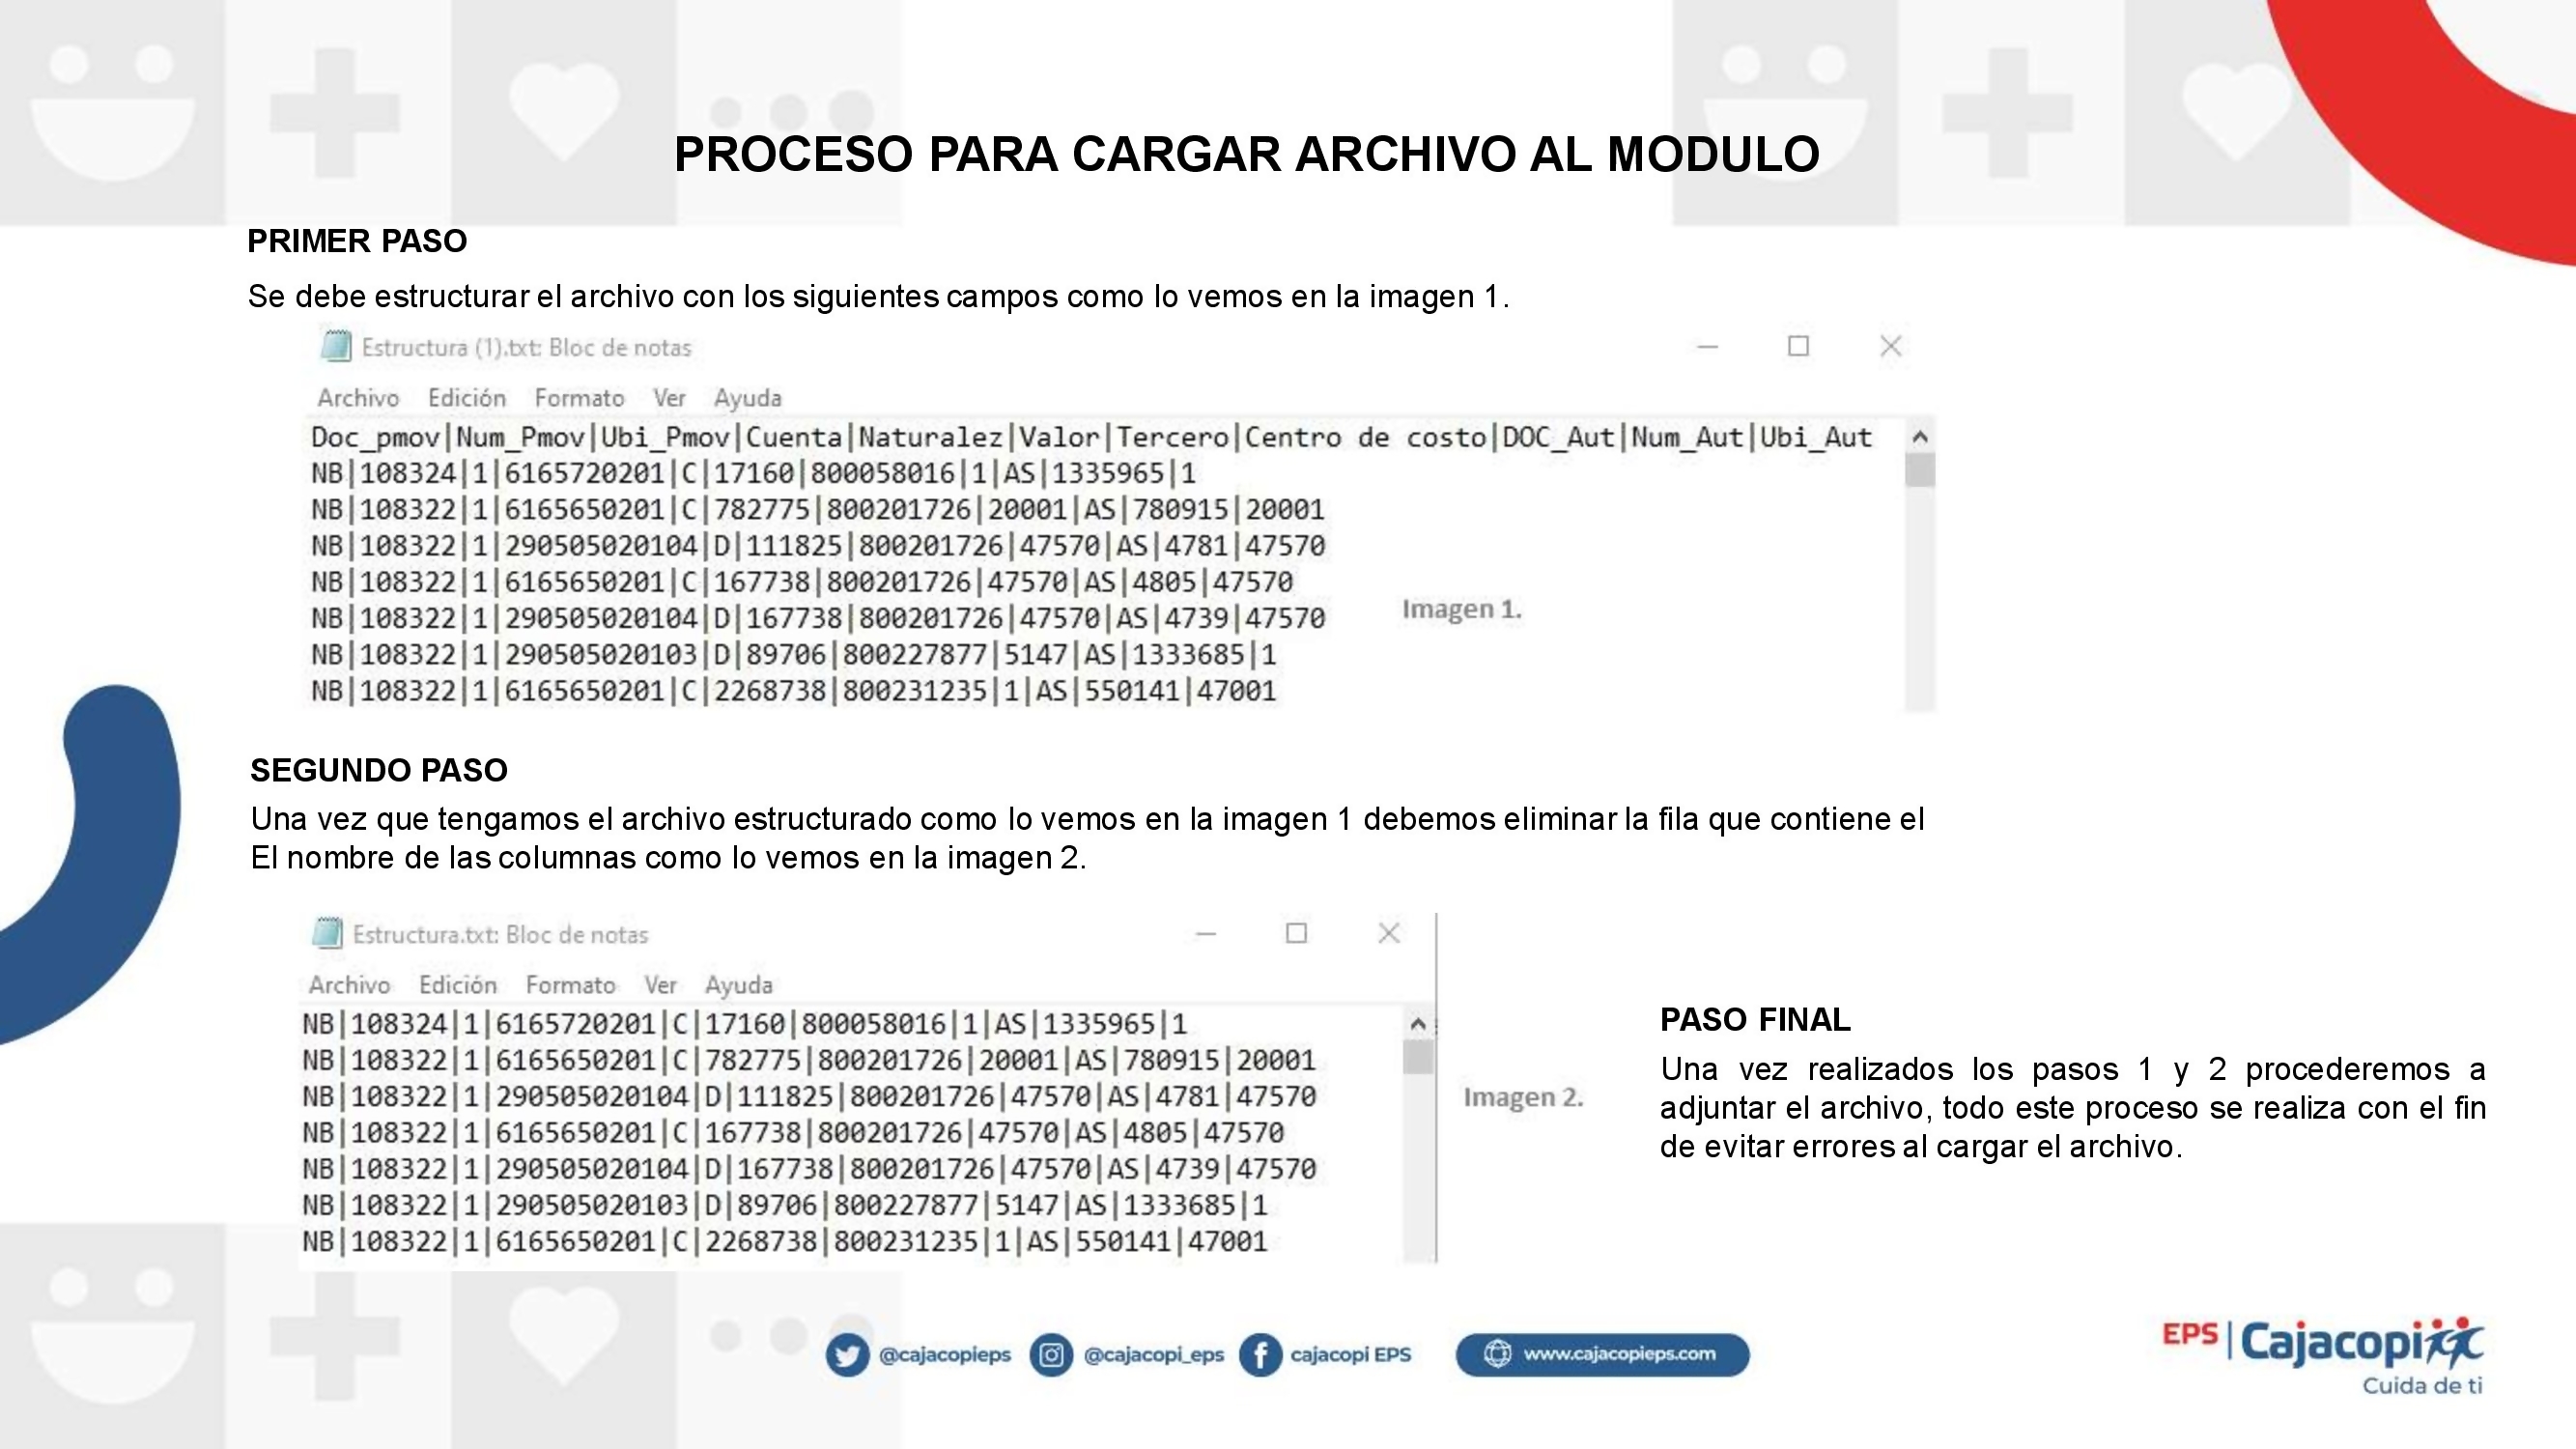 PROCESO PARA CARGAR ARCHIVO AL MODULO
PRIMER PASO
Se debe estructurar el archivo con los siguientes campos como lo vemos en la imagen 1.
Estructura (1).txt: Bloc de notas
Archivo Edición Formato Ver Ayuda
Doc_pmov|Num_Pmov|Ubi_Pmov|Cuenta|Naturalez|Valor|Tercero|Centro de costo|DOC_Aut|Num_Aut|Ubi_Aut
NB|108324|1|6165720201|C|17160|800058016|1|AS|1335965|1
NB|108322|1|6165650201|C|782775|800201726|20001|AS|780915|20001
NB|108322|1|290505020104|D|111825|800201726|47570|AS|4781|47570
NB|108322|1|6165650201|C|167738|800201726|47570|AS|4805|47570
NB|108322|1|290505020104|D|167738|800201726|47570|AS|4739|47570
NB|108322|1|290505020103|D|89706|800227877|5147|AS|1333685|1
NB|108322|1|6165650201|C|2268738|800231235|1|AS|550141|47001
Imagen 1.
SEGUNDO PASO
Una vez que tengamos el archivo estructurado como lo vemos en la imagen 1 debemos eliminar la fila que contiene el
El nombre de las columnas como lo vemos en la imagen 2.
Estructura.txt: Bloc de notas
Archivo Edición Formato Ver Ayuda
NB|108324|1|6165720201|C|17160|800058016|1|AS|1335965|1
NB|108322|1|6165650201|C|782775|800201726|20001|AS|780915|20001
NB|108322|1|290505020104|D|111825|800201726|47570|AS|4781|47570
NB|108322|1|6165650201|C|167738|800201726|47570|AS|4805|47570
NB|108322|1|290505020104|D|167738|800201726|47570|AS|4739|47570
NB|108322|1|290505020103|D|89706|800227877|5147|AS|1333685|1
NB|108322|1|6165650201|C|2268738|800231235|1|AS|550141|47001
Imagen 2.
PASO FINAL
Una vez realizados los pasos 1 y 2 procederemos a
adjuntar el archivo, todo este proceso se realiza con el fin
de evitar errores al cargar el archivo.
@cajacopieps @cajacopi_eps cajacopi EPS www.cajacopieps.com
EPS | Cajacopi
Cuida de ti